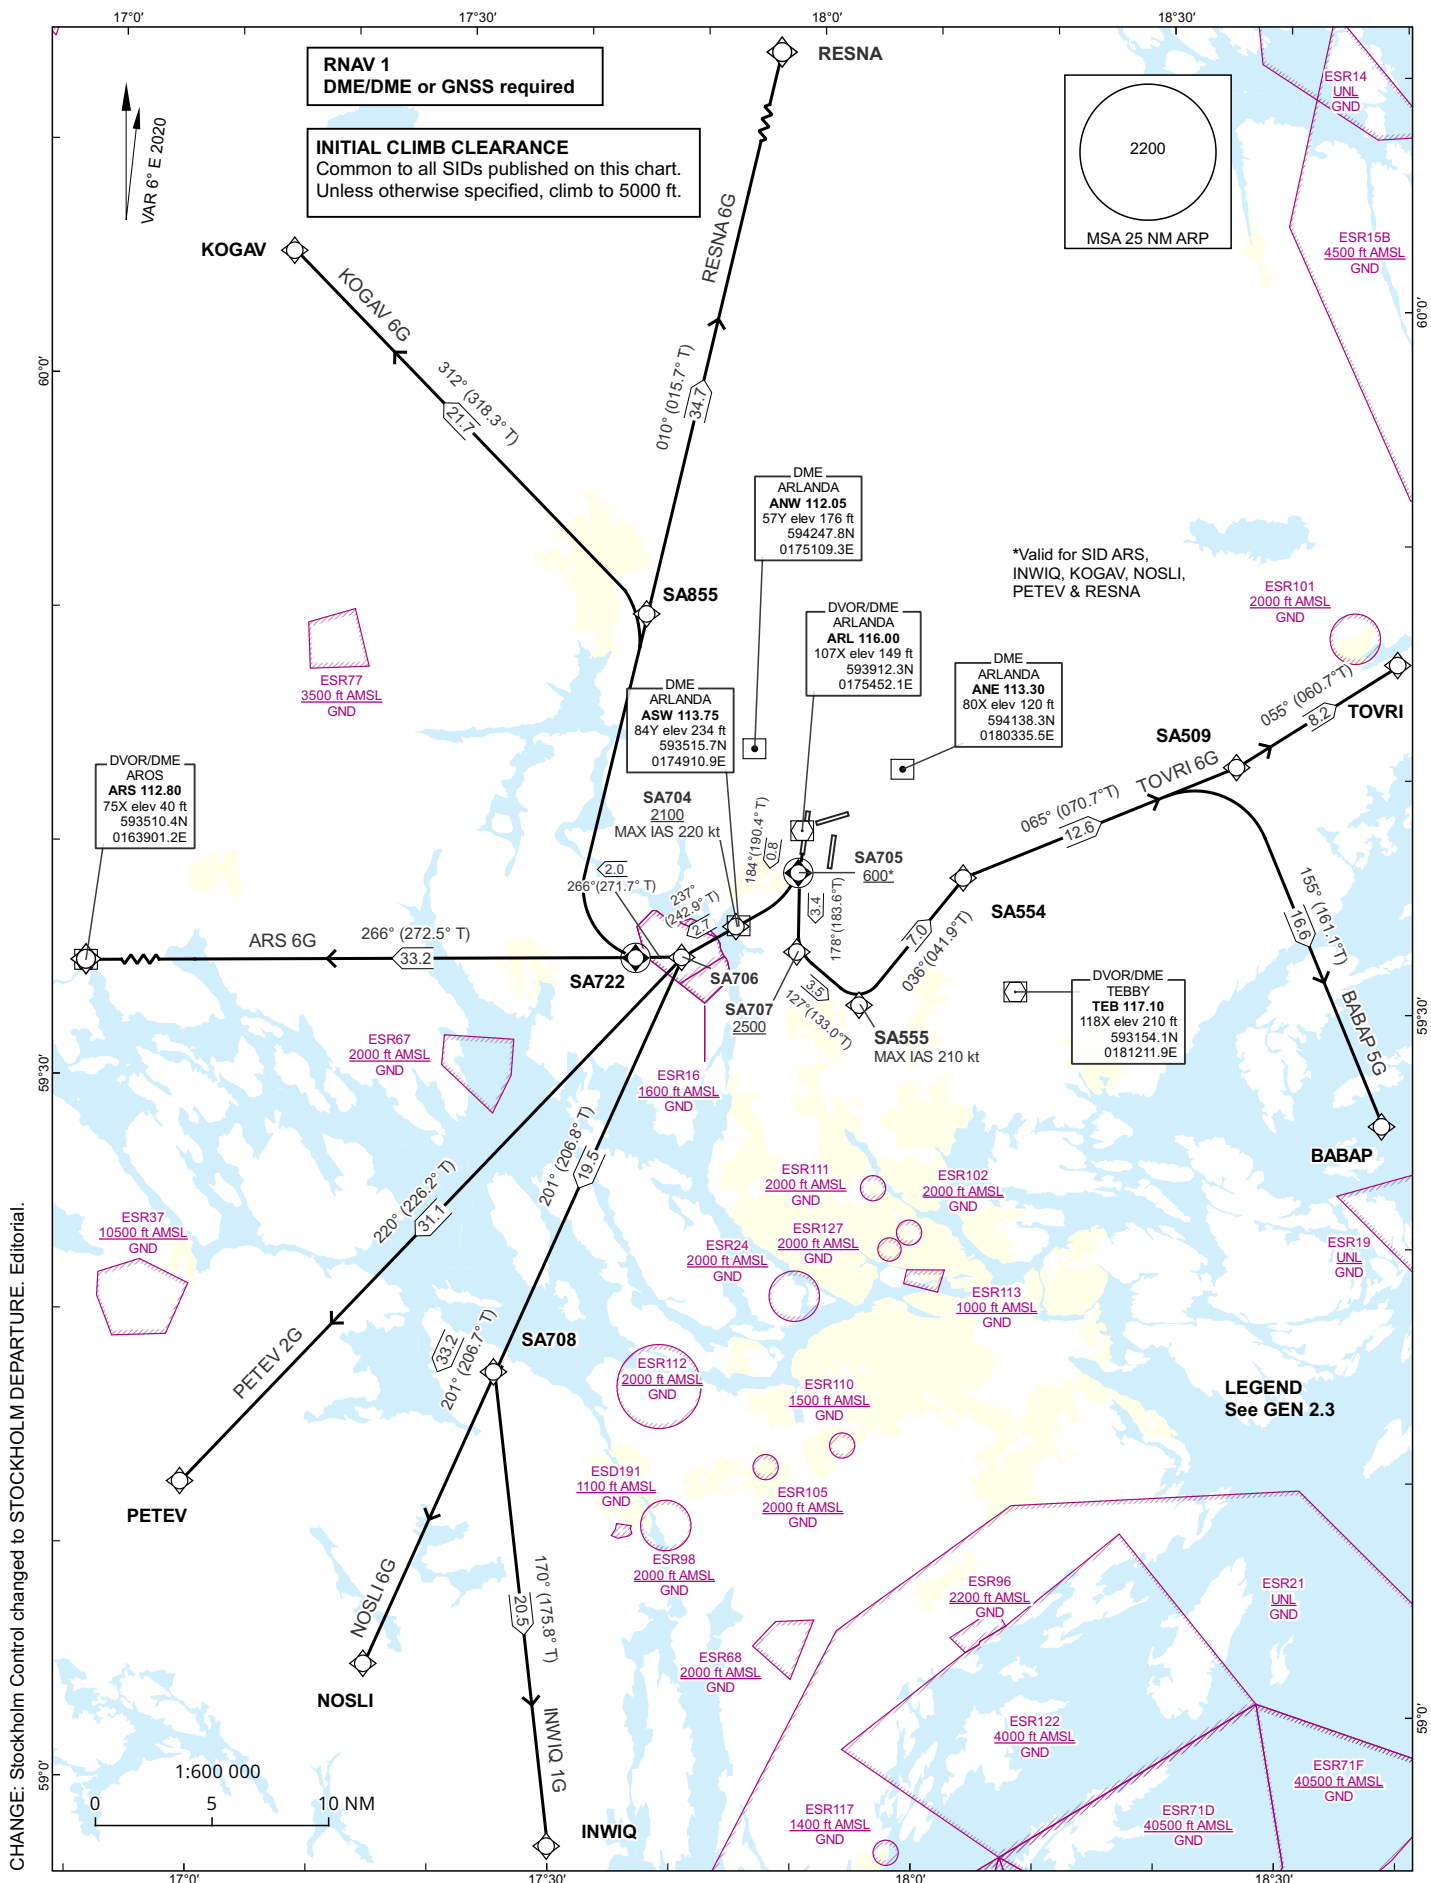 17°0′
17°30′
18°0′
18°30′
RNAV 1
DME/DME or GNSS required
INITIAL CLIMB CLEARANCE
Common to all SIDs published on this chart.
Unless otherwise specified, climb to 5000 ft.
VAR 6° E 2020
RESNA
2200
MSA 25 NM ARP
ESR14
UNL
GND
ESR15B
4500 ft AMSL
GND
KOGAV
KOGAV 6G
312° (318.3° T)
21.7
RESNA 6G
010° (015.7° T)
34.7
60°0′
60°0′
DME
ARLANDA
ANW 112.05
57Y elev 176 ft
594247.8N
0175109.3E
*Valid for SID ARS,
INWIQ, KOGAV, NOSLI,
PETEV & RESNA
ESR101
2000 ft AMSL
GND
SA855
DVOR/DME
ARLANDA
ARL 116.00
107X elev 149 ft
593912.3N
0175452.1E
ESR77
3500 ft AMSL
GND
DME
ARLANDA
ASW 113.75
84Y elev 234 ft
593515.7N
0174910.9E
DME
ARLANDA
ANE 113.30
80X elev 120 ft
594138.3N
0180335.5E
055° (060.7°T)
8.2
TOVRI
SA509
TOVRI 6G
065° (070.7°T)
12.6
DVOR/DME
AROS
ARS 112.80
75X elev 40 ft
593510.4N
0163901.2E
SA704
2100
MAX IAS 220 kt
184°(190.4° T)
0.8
SA705
600*
2.0
266°(271.7° T)
237°
(242.9° T)
2.7
3.4
178°(183.6°T)
SA554
7.0
036°(041.9°T)
155° (161.1°T)
16.6
ARS 6G
266° (272.5° T)
33.2
SA722
SA706
SA707
2500
3.5
127°(133.0°T)
SA555
MAX IAS 210 kt
DVOR/DME
TEBBY
TEB 117.10
118X elev 210 ft
593154.1N
0181211.9E
59°30′
59°30′
BABAP 5G
BABAP
ESR67
2000 ft AMSL
GND
ESR16
1600 ft AMSL
GND
201° (206.8° T)
19.5
220° (226.2° T)
31.1
ESR111
2000 ft AMSL
GND
ESR102
2000 ft AMSL
GND
ESR127
2000 ft AMSL
GND
ESR24
2000 ft AMSL
GND
ESR37
10500 ft AMSL
GND
ESR19
UNL
GND
ESR113
1000 ft AMSL
GND
PETEV 2G
33.2
201° (206.7° T)
SA708
ESR112
2000 ft AMSL
GND
ESR110
1500 ft AMSL
GND
LEGEND
See GEN 2.3
PETEV
ESD191
1100 ft AMSL
GND
ESR105
2000 ft AMSL
GND
ESR98
2000 ft AMSL
GND
NOSLI 6G
170° (175.8° T)
20.5
ESR96
2200 ft AMSL
GND
ESR21
UNL
GND
ESR68
2000 ft AMSL
GND
NOSLI
INWIQ 1G
ESR122
4000 ft AMSL
GND
ESR71F
40500 ft AMSL
GND
59°0′
59°0′
1:600 000
0
5
10 NM
INWIQ
ESR117
1400 ft AMSL
GND
ESR71D
40500 ft AMSL
GND
17°0′
17°30′
18°0′
18°30′
CHANGE: Stockholm Control changed to STOCKHOLM DEPARTURE. Editorial.